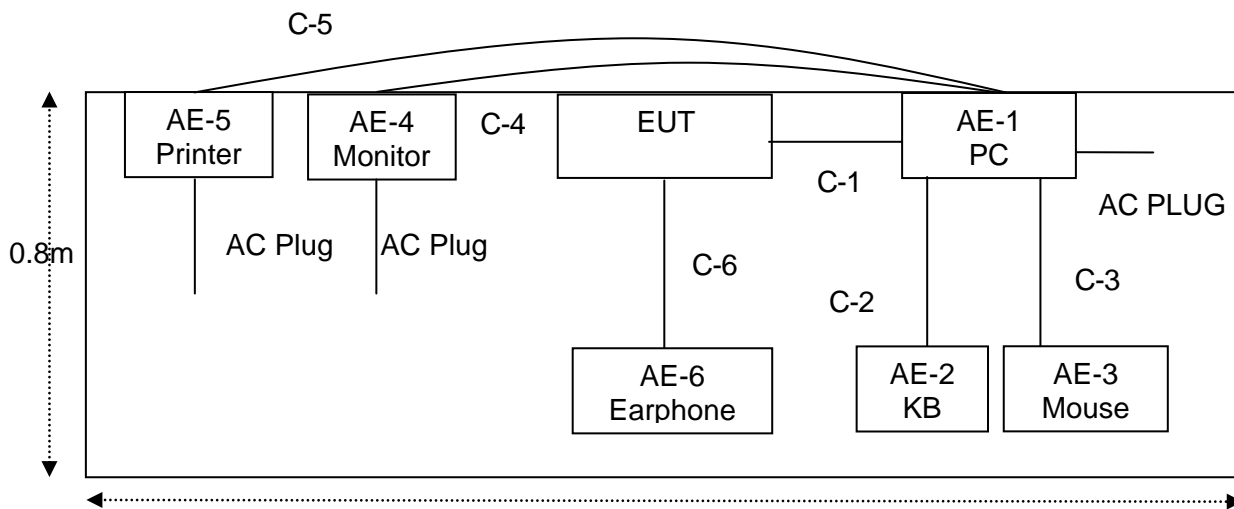 C-5
AE-5
Printer
AE-4
Monitor
C-4
EUT
C-1
AE-1
PC
AC PLUG
AC Plug
AC Plug
0.8m
C-6
C-2
C-3
AE-6
Earphone
AE-2
KB
AE-3
Mouse